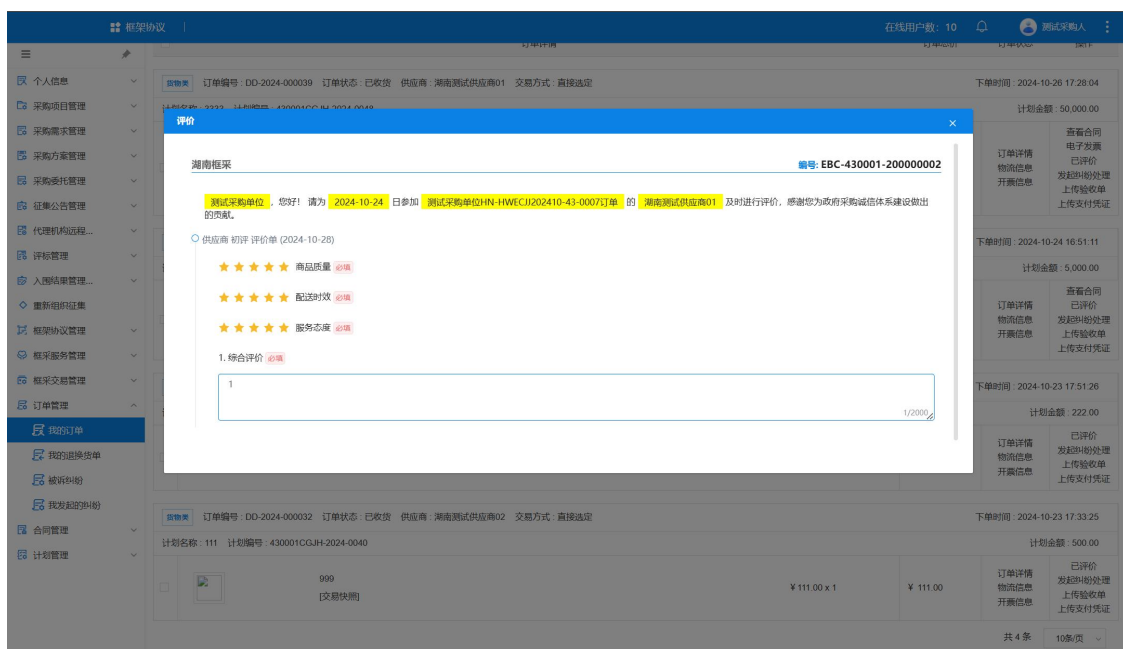 框架协议
在线用户数: 10
测试采购人
订单详情
订单总价
订单状态
操作
个人信息
采购项目管理
采购需求管理
采购方案管理
采购委托管理
征集公告管理
代理机构远程...
评标管理
入围结果管理...
重新组织征集
框架协议管理
框采服务管理
框采交易管理
订单管理
我的订单
我的退换货单
被诉纠纷
我发起的纠纷
合同管理
计划管理
货物类 订单编号 : DD-2024-000039 订单状态 : 已收货 供应商 : 湖南测试供应商01 交易方式 : 直接选定
下单时间 : 2024-10-26 17:28:04
计划名称 : 3333 计划编号 : 430001CGJH-2024-0048
计划金额 : 50,000.00
订单详情
物流信息
开票信息
查看合同
电子发票
已评价
发起纠纷处理
上传验收单
上传支付凭证
评价
×
湖南框采
编号: EBC-430001-200000002
测试采购单位 ，您好！ 请为 2024-10-24 日参加 测试采购单位HN-HWECJJ202410-43-0007订单 的 湖南测试供应商01 及时进行评价，感谢您为政府采购诚信体系建设做出
的贡献。
供应商 初评 评价单 (2024-10-28)
商品质量 必填
配送时效 必填
服务态度 必填
1. 综合评价 必填
1
1/2000
下单时间 : 2024-10-24 16:51:11
计划金额 : 5,000.00
订单详情
物流信息
开票信息
查看合同
已评价
发起纠纷处理
上传验收单
上传支付凭证
下单时间 : 2024-10-23 17:51:26
计划金额 : 222.00
订单详情
物流信息
开票信息
已评价
发起纠纷处理
上传验收单
上传支付凭证
货物类 订单编号 : DD-2024-000032 订单状态 : 已收货 供应商 : 湖南测试供应商02 交易方式 : 直接选定
下单时间 : 2024-10-23 17:33:25
计划名称 : 111 计划编号 : 430001CGJH-2024-0040
计划金额 : 500.00
999
[交易快照]
¥ 111.00 x 1
¥ 111.00
订单详情
物流信息
开票信息
已评价
发起纠纷处理
上传验收单
上传支付凭证
共 4 条
10条/页